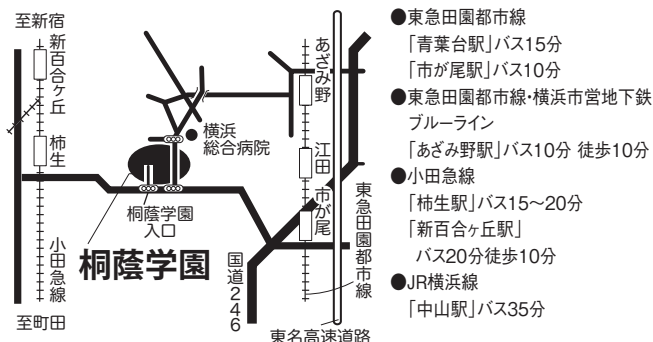 至新宿
新百合ヶ丘
柿生
小田急線
至町田
横浜
総合病院
桐蔭学園
入口
桐蔭学園
国道246
あざみ野
江田
市が尾
東急田園都市線
東名高速道路
●東急田園都市線
「青葉台駅」バス15分
「市が尾駅」バス10分
●東急田園都市線・横浜市営地下鉄
ブルーライン
「あざみ野駅」バス10分 徒歩10分
●小田急線
「柿生駅」バス15～20分
「新百合ヶ丘駅」
バス20分徒歩10分
●JR横浜線
「中山駅」バス35分